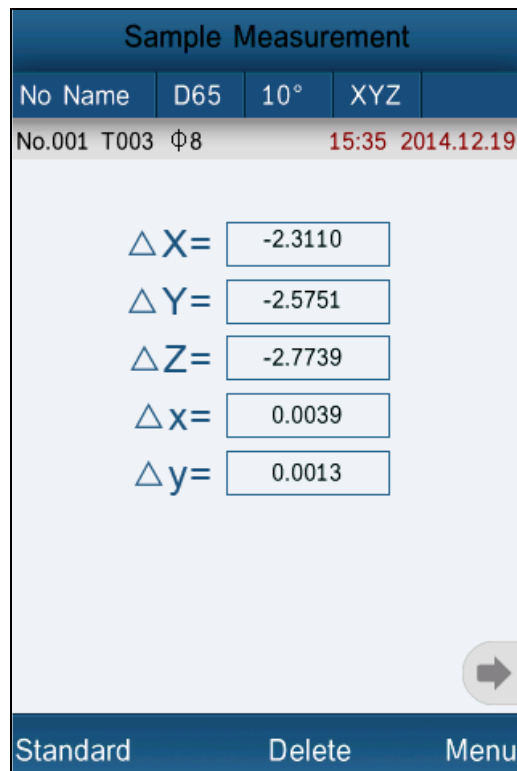 Sample Measurement
No Name D65 10° XYZ
No.001 T003 Φ8 15:35 2014.12.19
△X= -2.3110
△Y= -2.5751
△Z= -2.7739
△x= 0.0039
△y= 0.0013
Standard Delete Menu